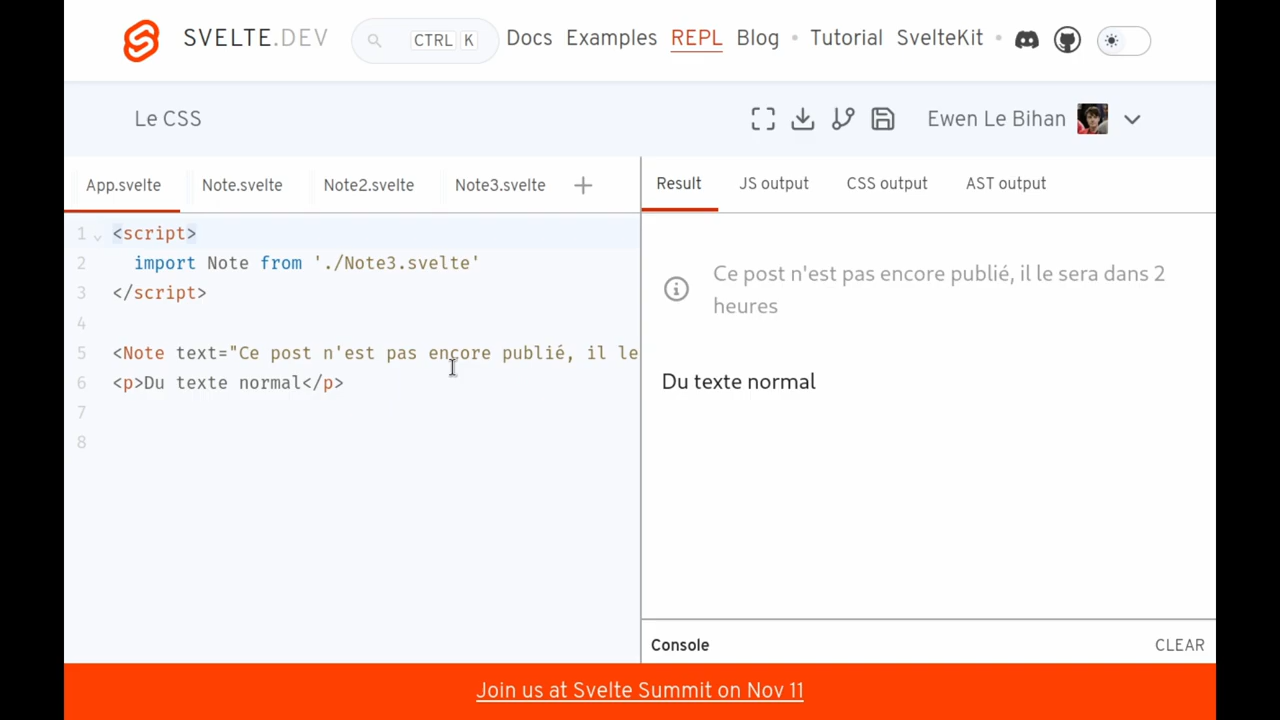 SVELTE.DEV CTRL K Docs Examples REPL Blog • Tutorial SvelteKit •
Le CSS Ewen Le Bihan
App.svelte Note.svelte Note2.svelte Note3.svelte +
Result JS output CSS output AST output
1 <script>
2 import Note from './Note3.svelte'
3 </script>
4
5 <Note text="Ce post n'est pas encore publié, il le
6 <p>Du texte normal</p>
7
8
Ce post n'est pas encore publié, il le sera dans 2
heures
Du texte normal
Console CLEAR
Join us at Svelte Summit on Nov 11